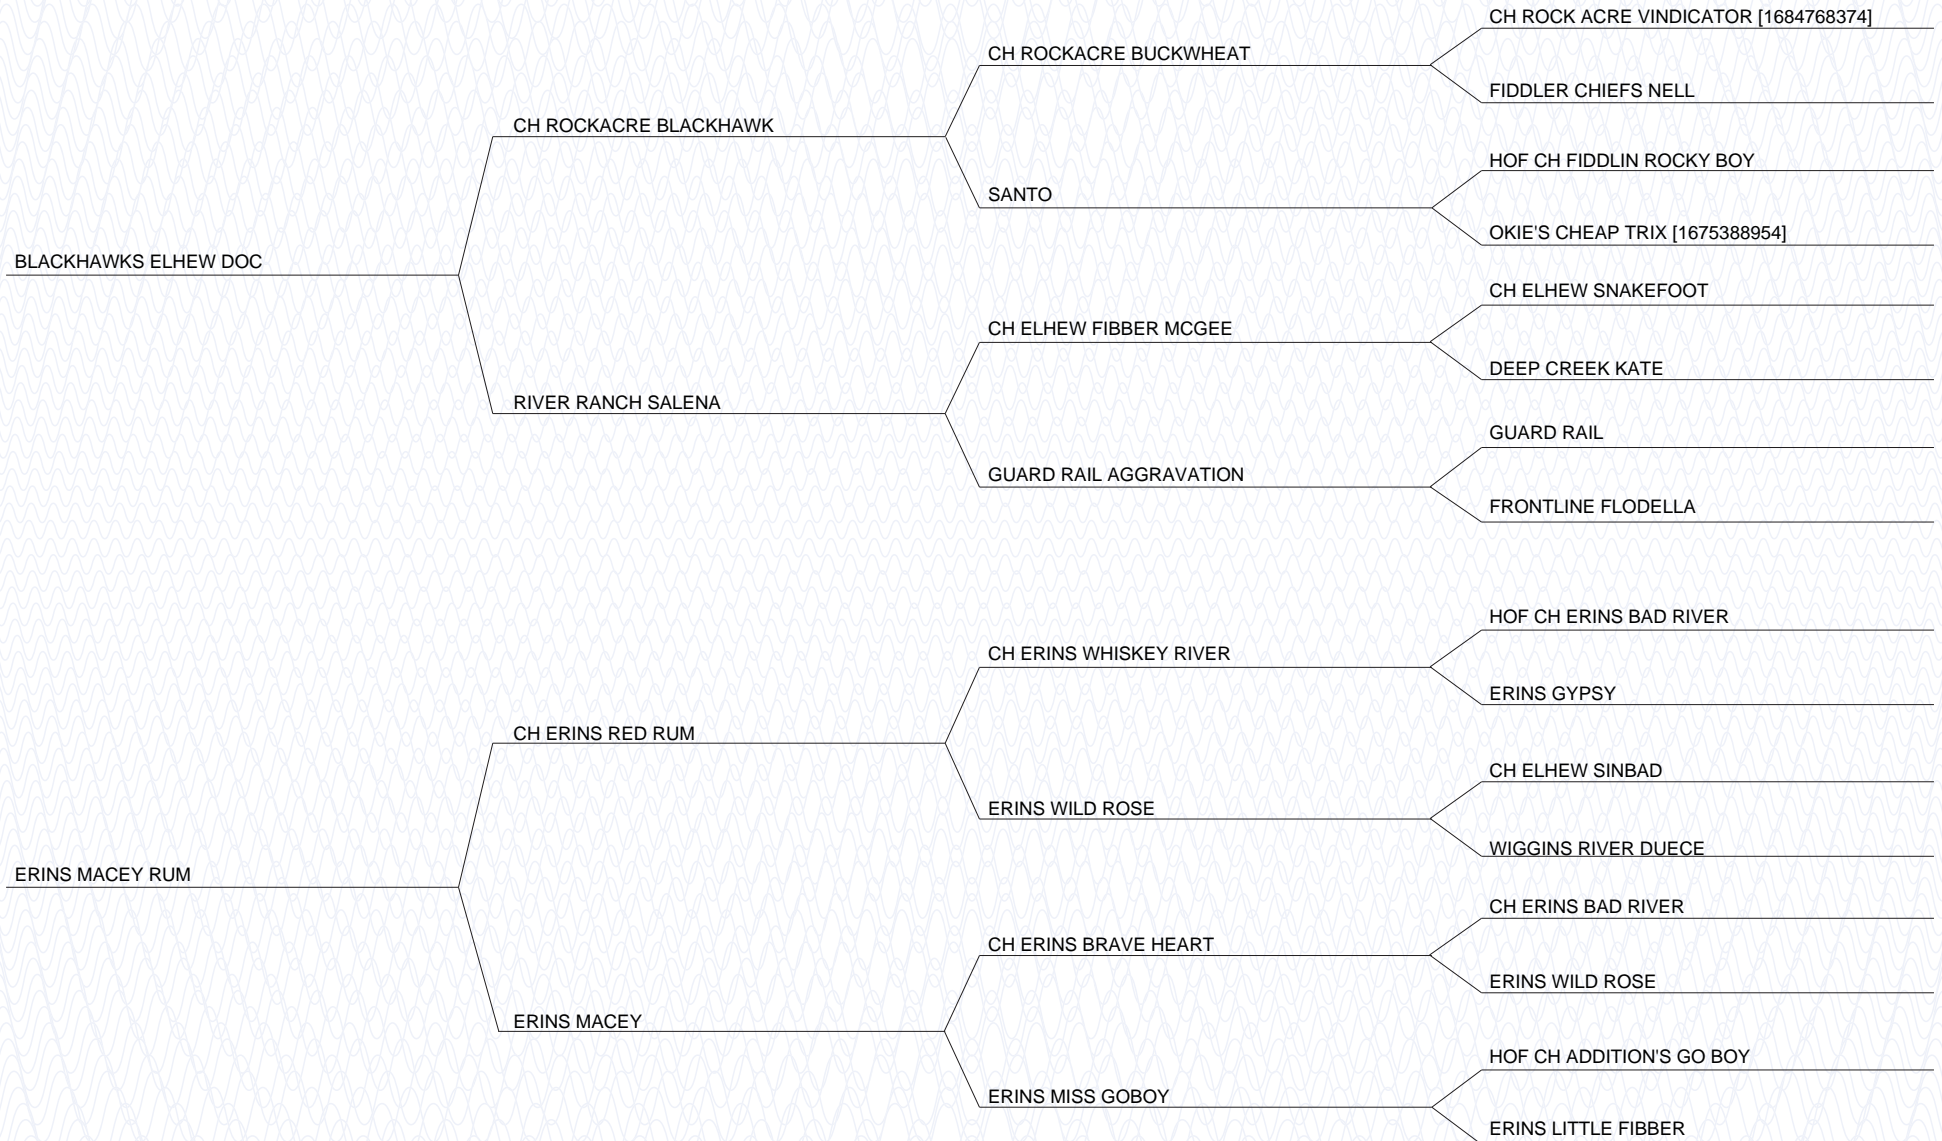 CH ROCK ACRE VINDICATOR [1684768374]
CH ROCKACRE BUCKWHEAT
FIDDLER CHIEFS NELL
CH ROCKACRE BLACKHAWK
HOF CH FIDDLIN ROCKY BOY
SANTO
OKIE'S CHEAP TRIX [1675388954]
BLACKHAWKS ELHEW DOC
CH ELHEW SNAKEFOOT
CH ELHEW FIBBER MCGEE
DEEP CREEK KATE
RIVER RANCH SALENA
GUARD RAIL
GUARD RAIL AGGRAVATION
FRONTLINE FLODELLA
HOF CH ERINS BAD RIVER
CH ERINS WHISKEY RIVER
ERINS GYPSY
CH ERINS RED RUM
CH ELHEW SINBAD
ERINS WILD ROSE
WIGGINS RIVER DUECE
ERINS MACEY RUM
CH ERINS BAD RIVER
CH ERINS BRAVE HEART
ERINS WILD ROSE
ERINS MACEY
HOF CH ADDITION'S GO BOY
ERINS MISS GOBOY
ERINS LITTLE FIBBER